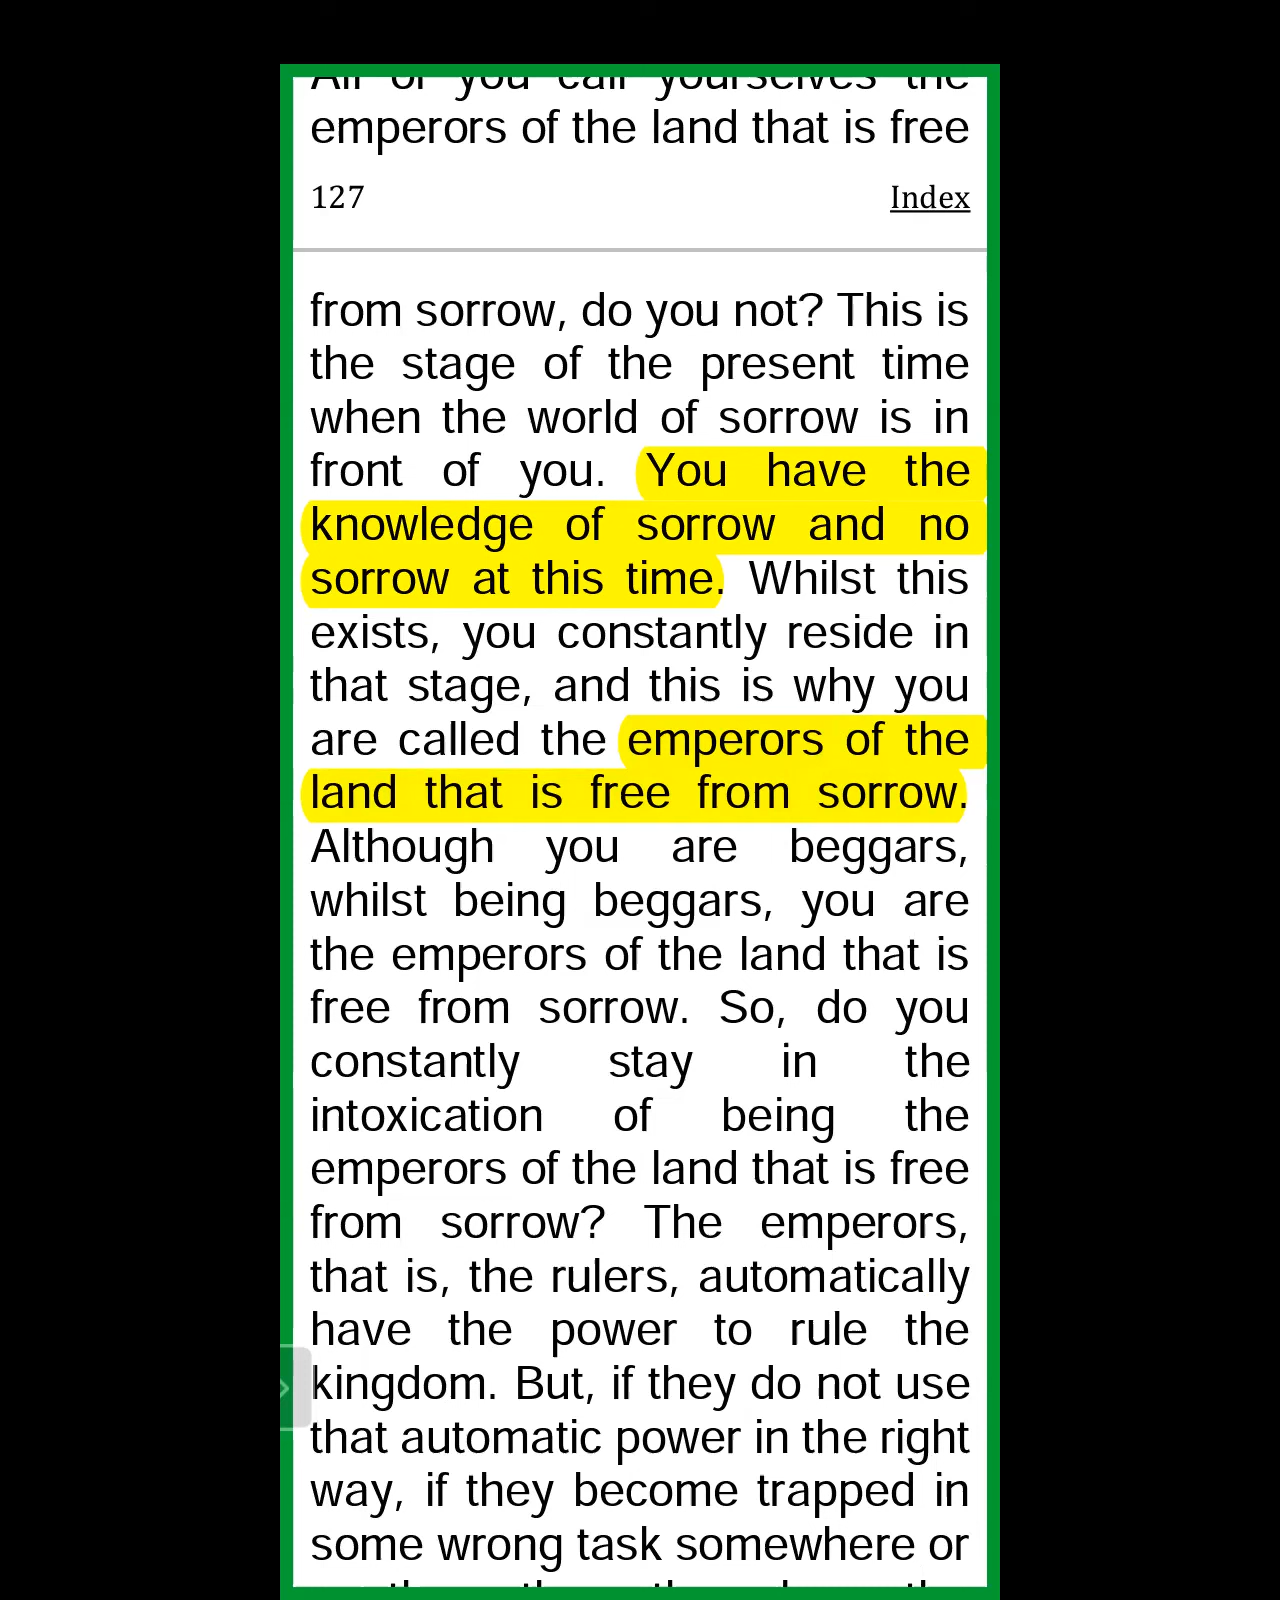 All of you call yourselves the
emperors of the land that is free
127 Index
from sorrow, do you not? This is
the stage of the present time
when the world of sorrow is in
front of you. You have the
knowledge of sorrow and no
sorrow at this time. Whilst this
exists, you constantly reside in
that stage, and this is why you
are called the emperors of the
land that is free from sorrow.
Although you are beggars,
whilst being beggars, you are
the emperors of the land that is
free from sorrow. So, do you
constantly stay in the
intoxication of being the
emperors of the land that is free
from sorrow? The emperors,
that is, the rulers, automatically
have the power to rule the
kingdom. But, if they do not use
that automatic power in the right
way, if they become trapped in
some wrong task somewhere or